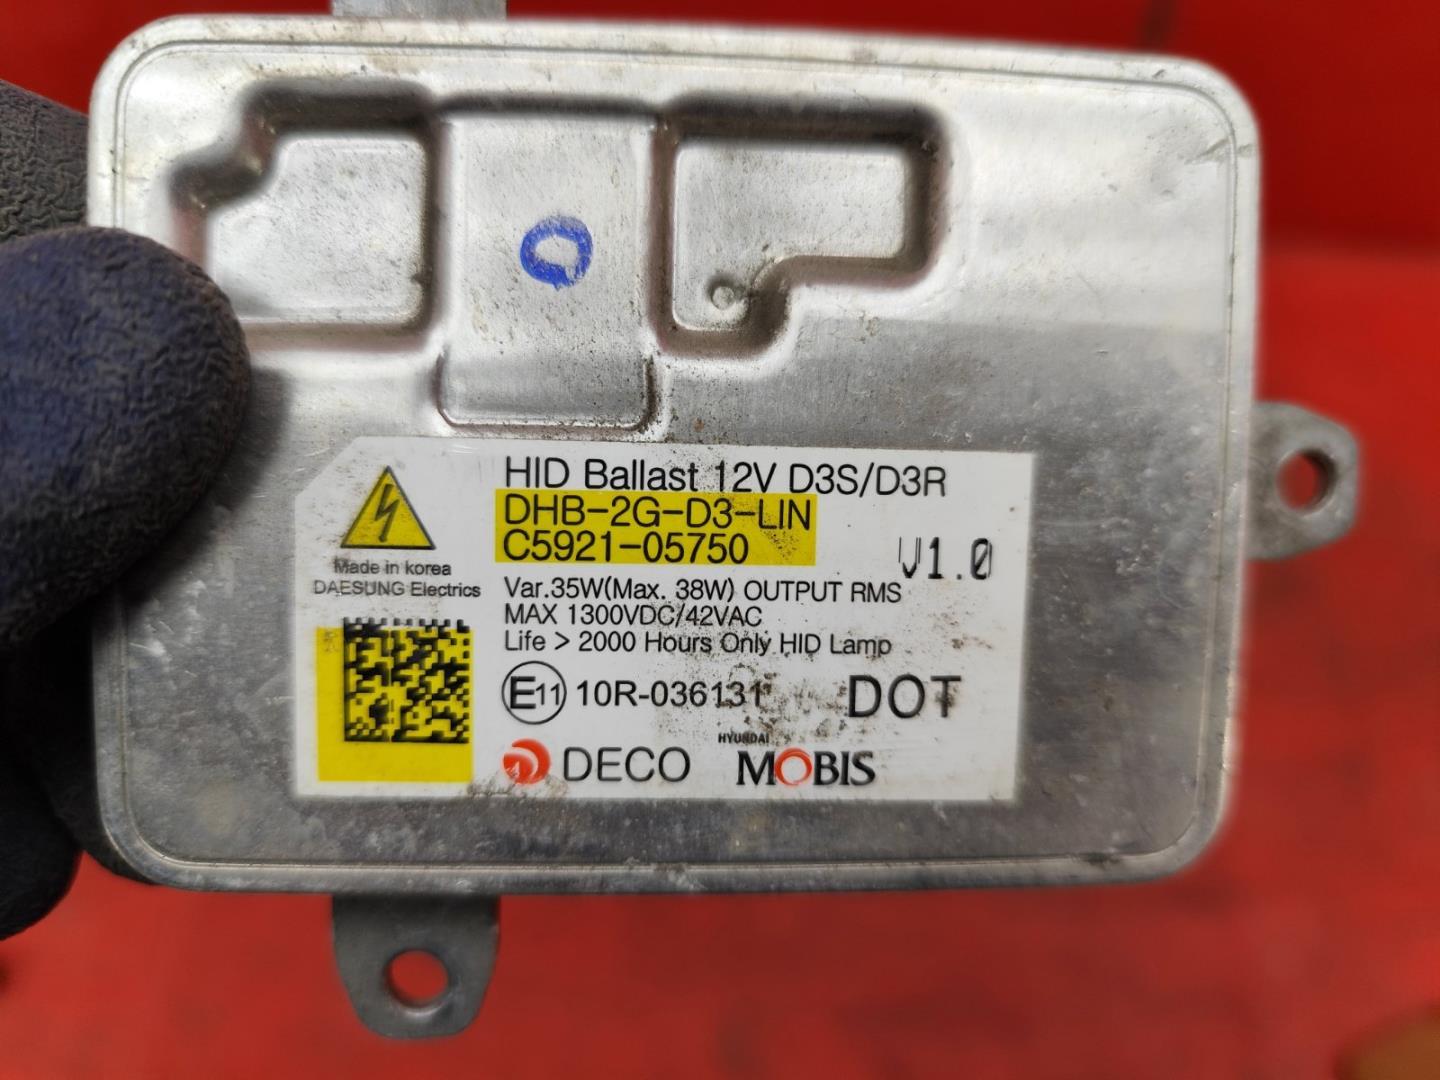 HID Ballast 12V D3S/D3R
DHB-2G-D3-LIN
C5921-05750
V1.0
Made in korea
DAESUNG Electrics
Var.35W(Max. 38W) OUTPUT RMS
MAX 1300VDC/42VAC
Life > 2000 Hours Only HID Lamp
E11 10R-036131
DOT
DECO
HYUNDAI
MOBIS